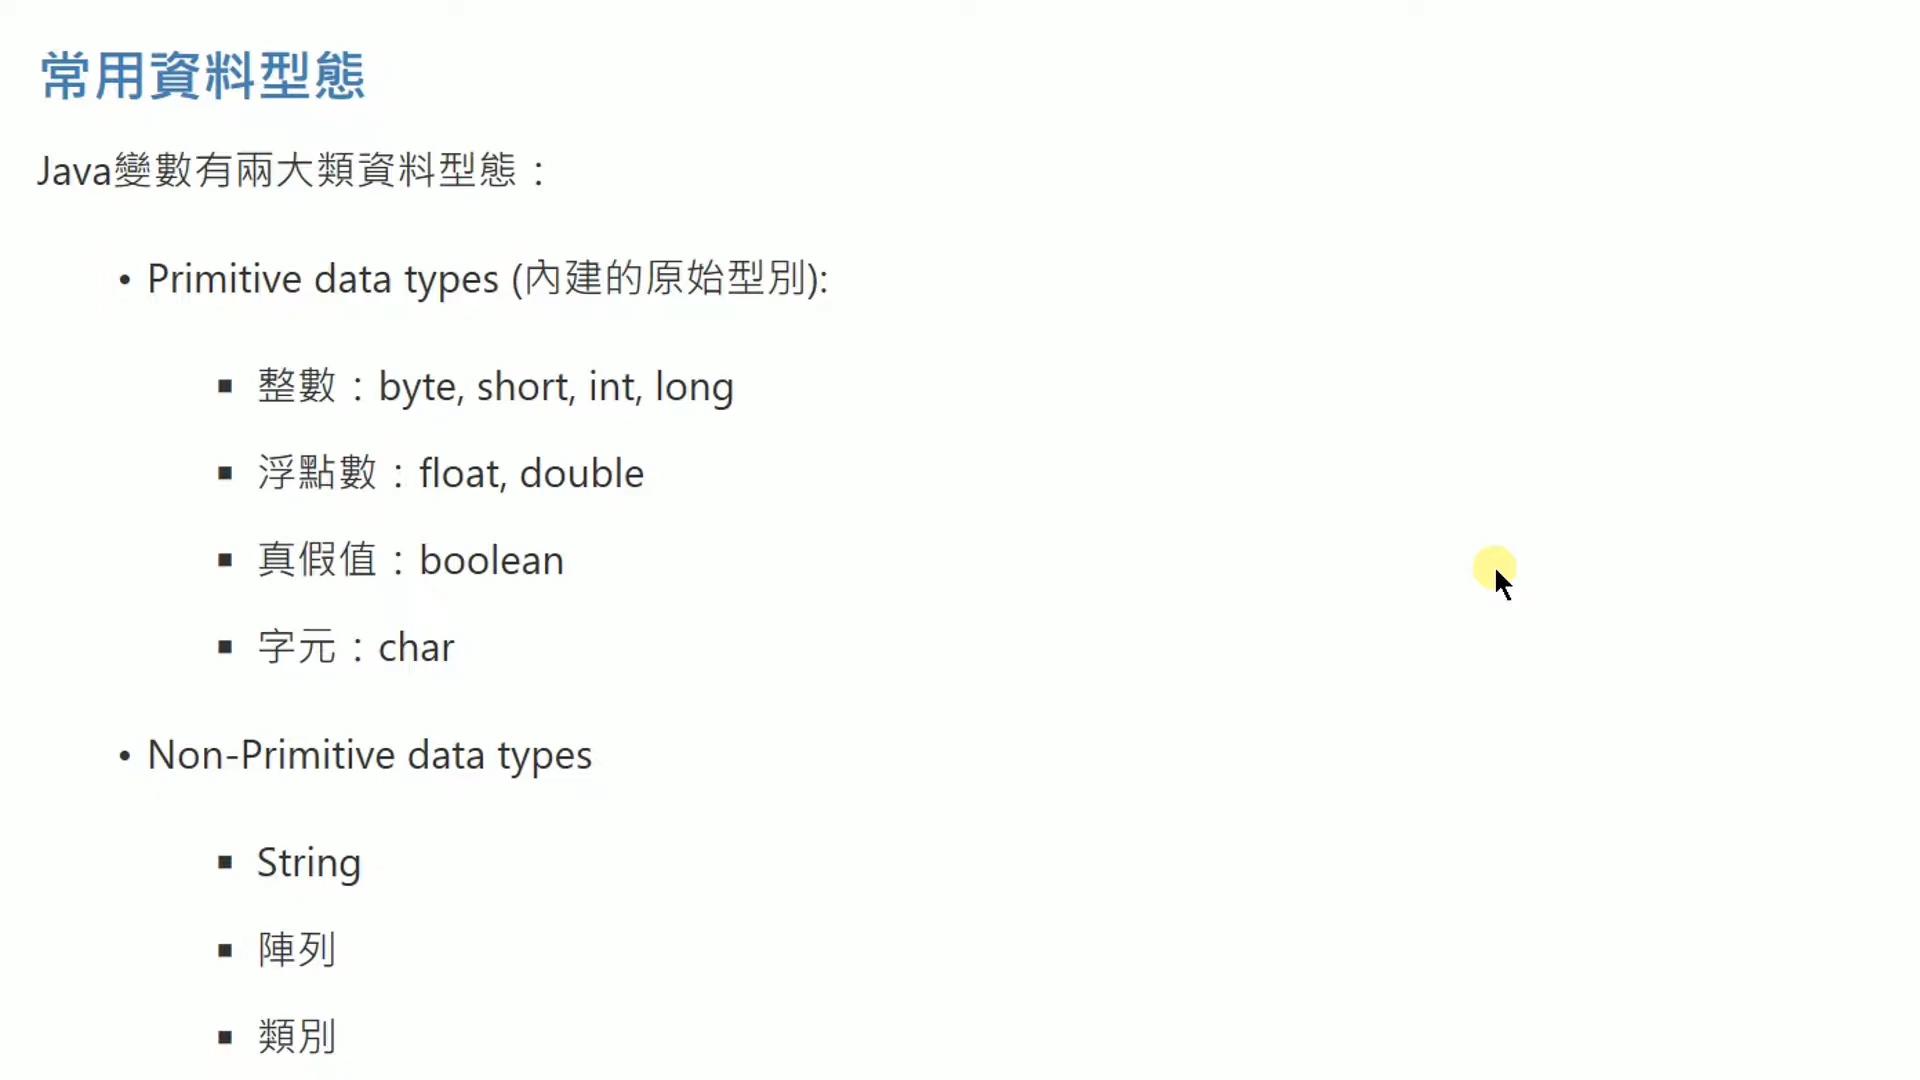 常用資料型態
Java變數有兩大類資料型態：
• Primitive data types (內建的原始型別):
▪ 整數：byte, short, int, long
▪ 浮點數：float, double
▪ 真假值：boolean
▪ 字元：char
• Non-Primitive data types
▪ String
▪ 陣列
▪ 類別